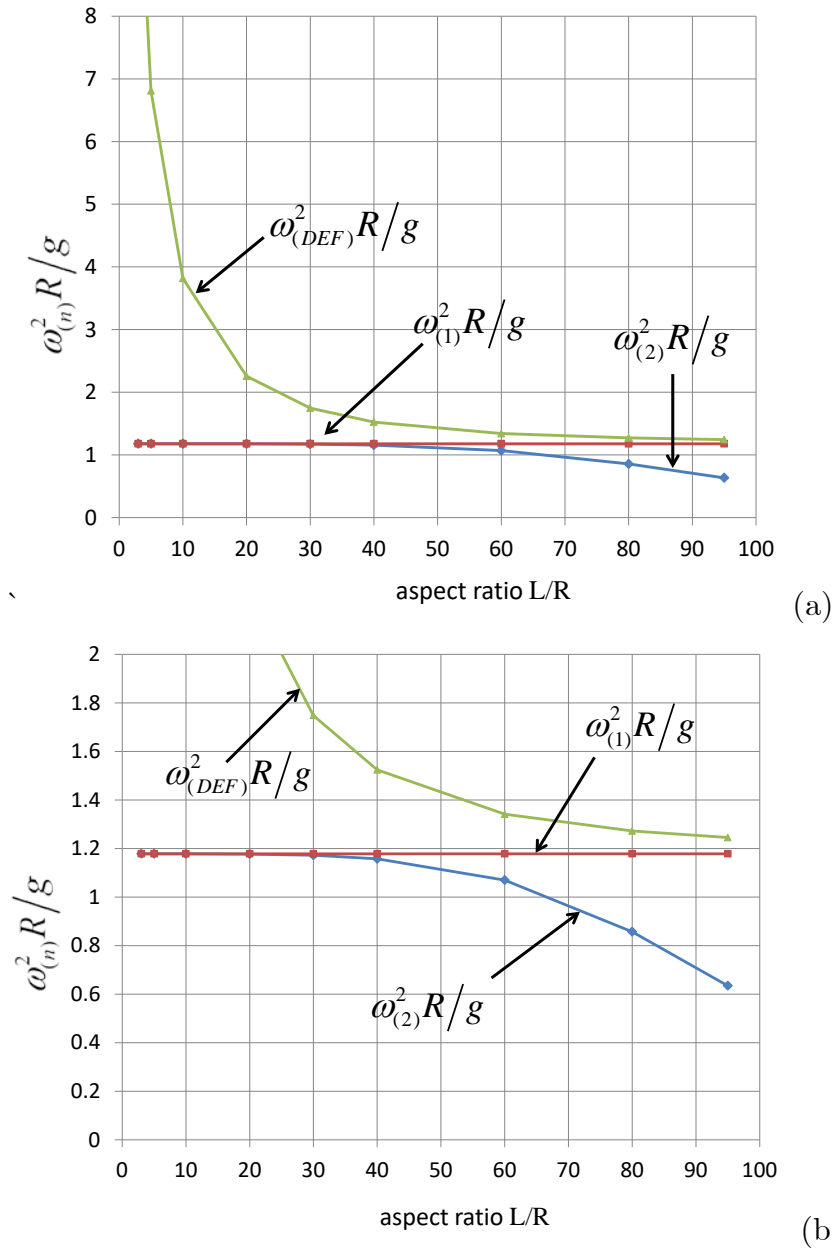 8
7
6
5
4
3
2
1
0
ω²₍ₙ₎R/g
ω²_(DEF)R/g
ω²₍₁₎R/g
ω²₍₂₎R/g
0 10 20 30 40 50 60 70 80 90 100
aspect ratio L/R
` (a)
2
1.8
1.6
1.4
1.2
1
0.8
0.6
0.4
0.2
0
ω²₍ₙ₎R/g
ω²₍₁₎R/g
ω²_(DEF)R/g
ω²₍₂₎R/g
0 10 20 30 40 50 60 70 80 90 100
aspect ratio L/R
(b